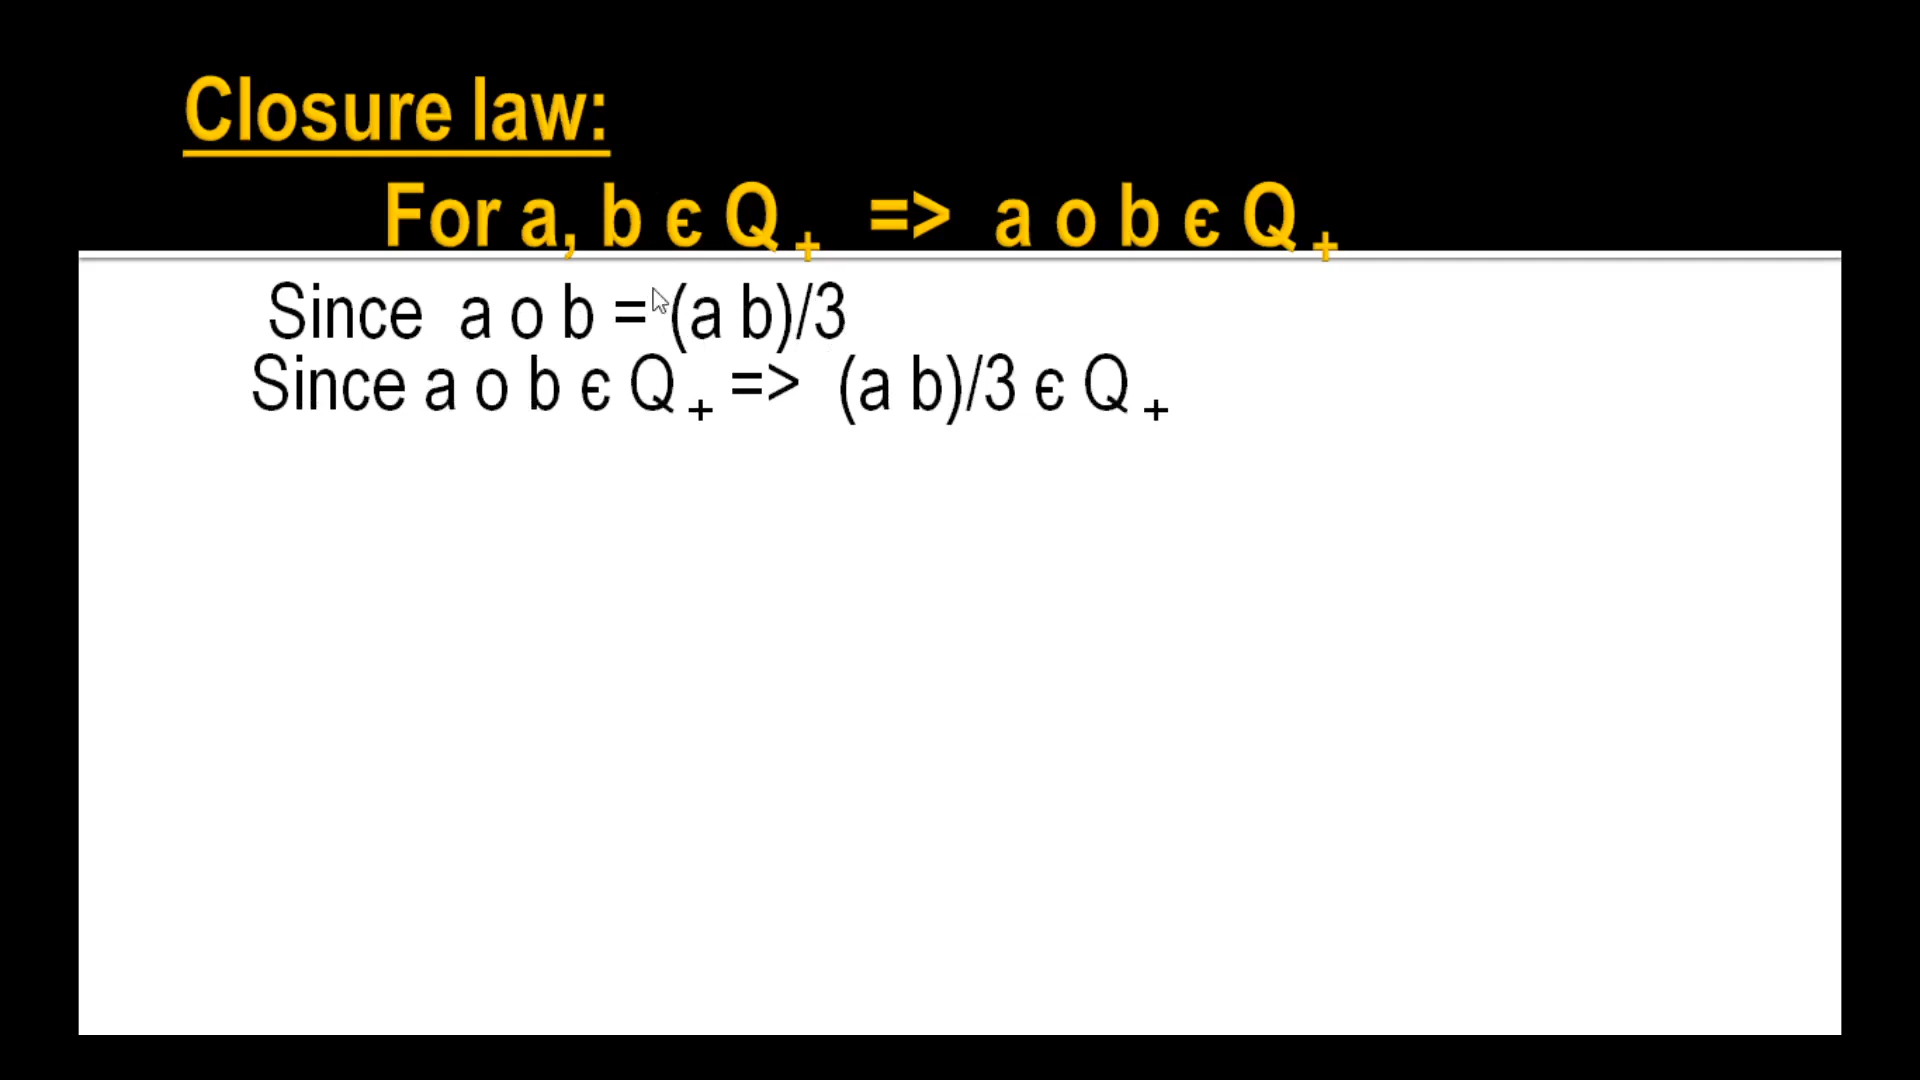 Closure law:
For a, b є Q + => a o b є Q +
Since a o b = (a b)/3
Since a o b є Q + => (a b)/3 є Q +